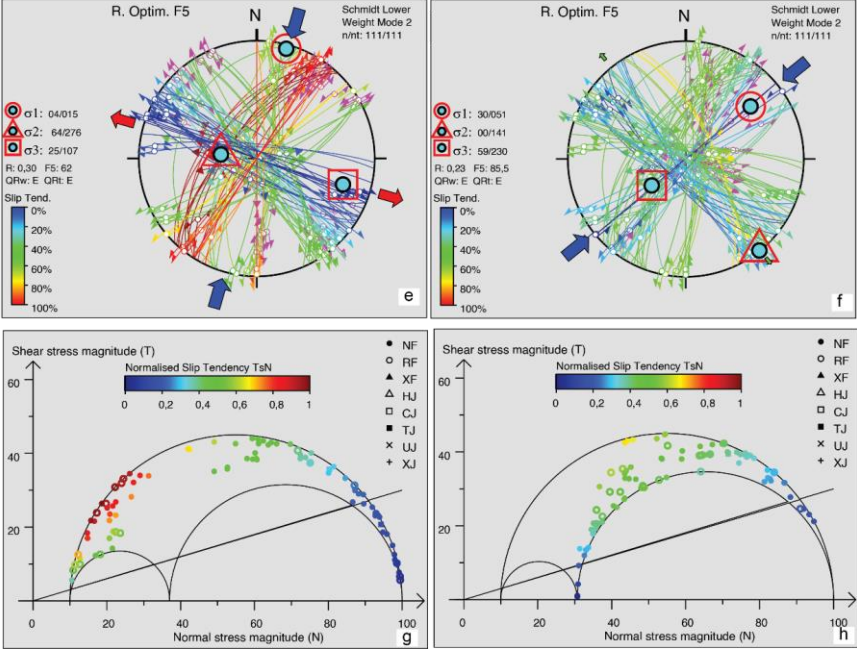 R. Optim. F5
N
Schmidt Lower
Weight Mode 2
n/nt: 111/111
σ1: 04/015
σ2: 64/276
σ3: 25/107
R: 0,30 F5: 62
QRw: E QRt: E
Slip Tend.
0%
20%
40%
60%
80%
100%
e
R. Optim. F5
N
Schmidt Lower
Weight Mode 2
n/nt: 111/111
σ1: 30/051
σ2: 00/141
σ3: 59/230
R: 0,23 F5: 85,5
QRw: E QRt: E
Slip Tend.
0%
20%
40%
60%
80%
100%
f
Shear stress magnitude (T)
Normalised Slip Tendency TsN
0 0,2 0,4 0,6 0,8 1
NF
RF
XF
HJ
CJ
TJ
UJ
XJ
60
40
20
0
0 20 40 60 80 100
Normal stress magnitude (N)
g
Shear stress magnitude (T)
Normalised Slip Tendency TsN
0 0,2 0,4 0,6 0,8 1
NF
RF
XF
HJ
CJ
TJ
UJ
XJ
60
40
20
0
0 20 40 60 80 100
Normal stress magnitude (N)
h